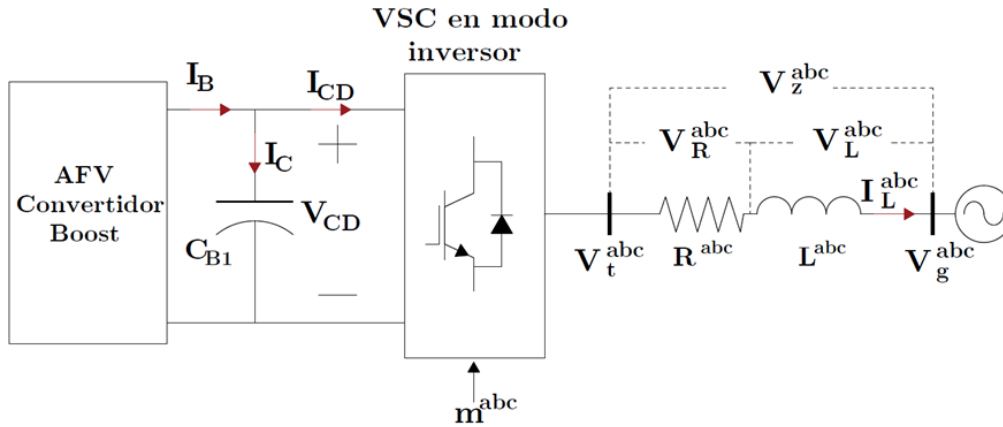 VSC en modo
inversor
AFV
Convertidor
Boost
I_B
I_CD
I_C
C_B1
V_CD
+
—
m^abc
V_z^abc
V_R^abc
V_L^abc
I_L^abc
V_t^abc
R^abc
L^abc
V_g^abc